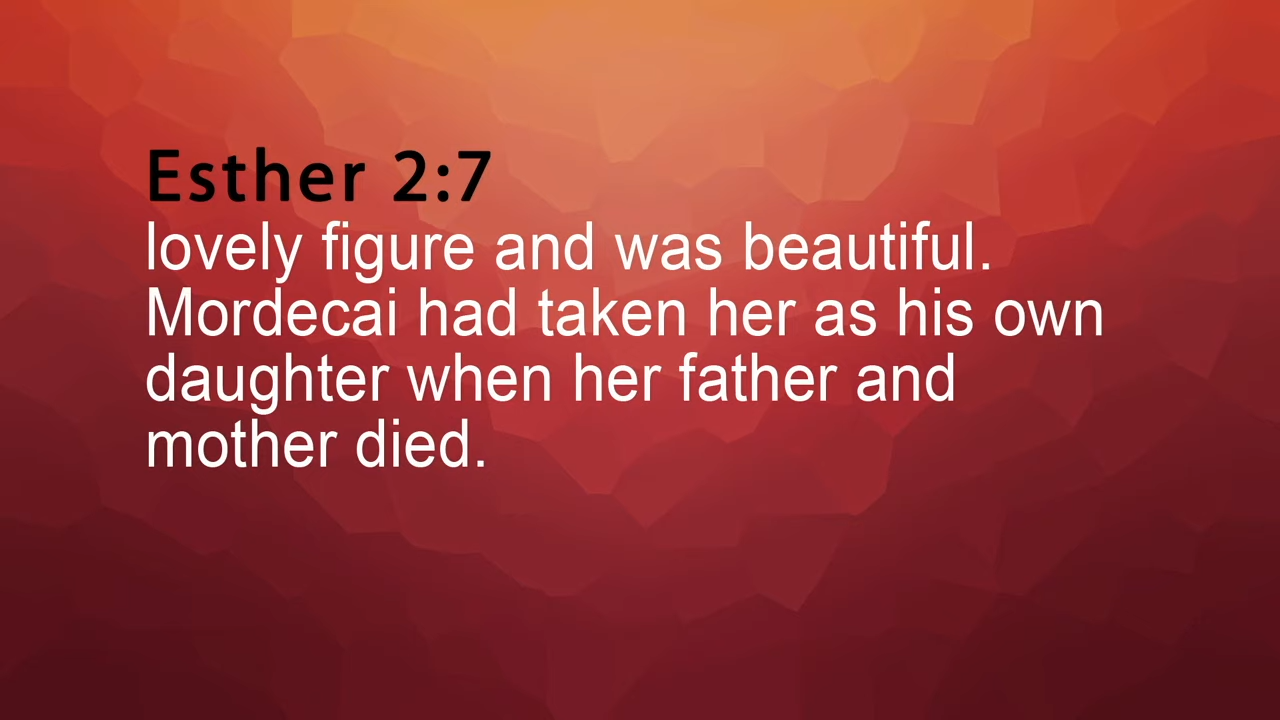 Esther 2:7
lovely figure and was beautiful.
Mordecai had taken her as his own
daughter when her father and
mother died.